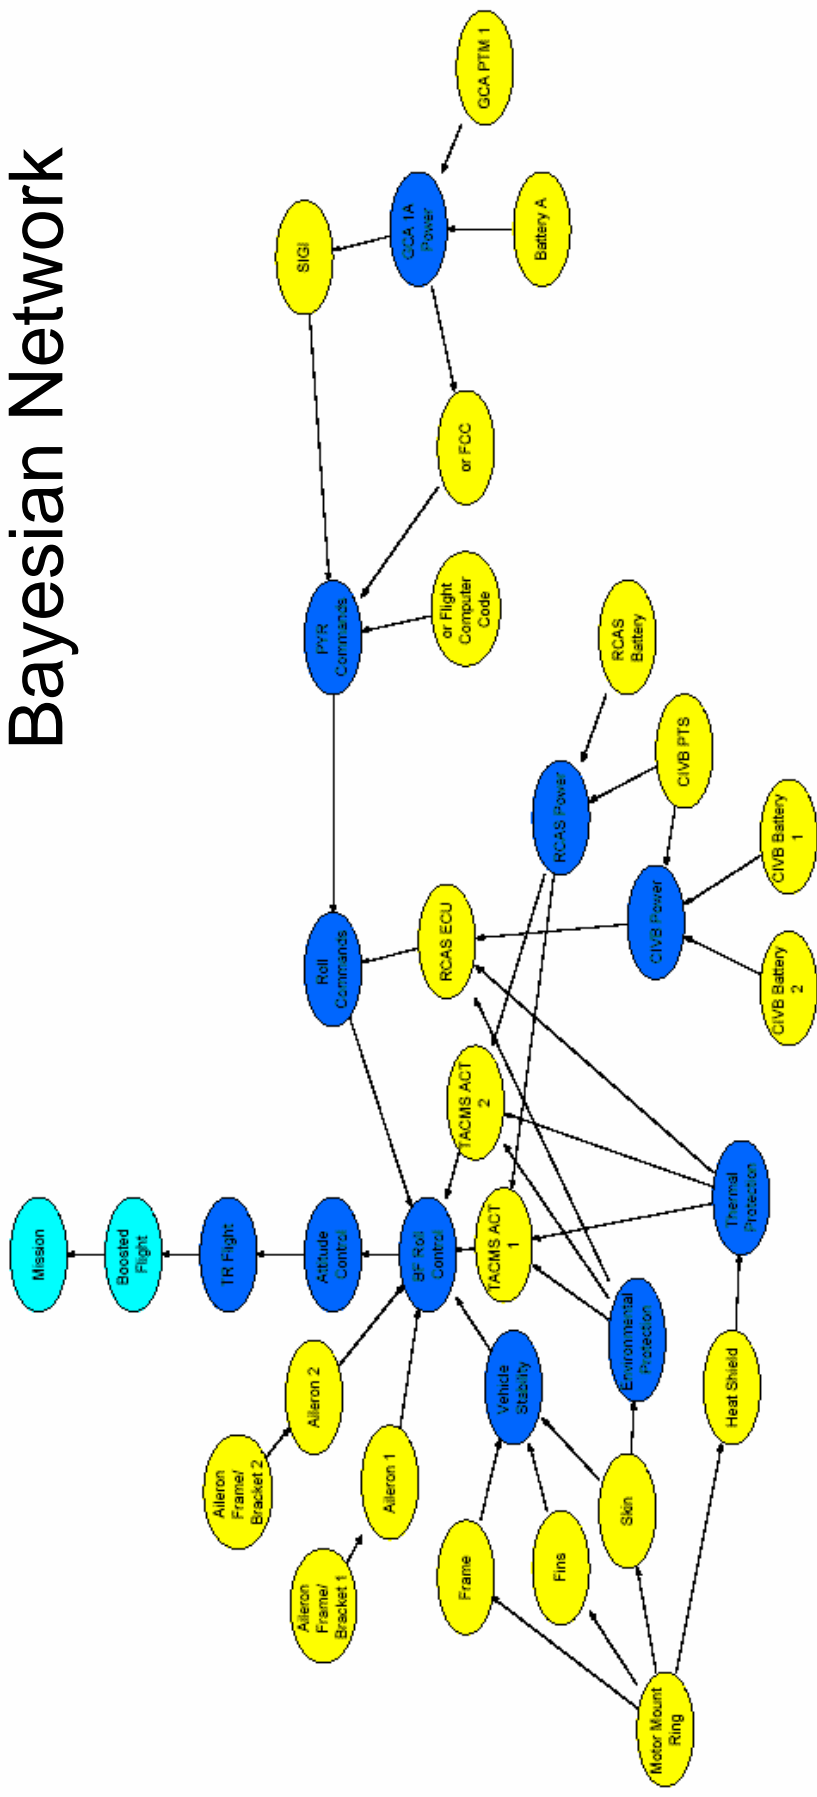 Bayesian Network
Mission
Boosted
Flight
TR Flight
Attitude
Control
BF Roll
Control
Aileron 2
Aileron
Frame/
Bracket 2
Aileron 1
Aileron
Frame/
Bracket 1
Vehicle
Stability
Frame
Fins
Skin
Motor Mount
Ring
Heat Shield
Environmental
Protection
Thermal
Protection
TACMS ACT
1
TACMS ACT
2
Roll
Commands
RCAS ECU
RCAS Power
RCAS
Battery
CIVB PTS
CIVB Power
CIVB Battery
1
CIVB Battery
2
PYR
Commands
or Flight
Computer
Code
or FCC
SIGI
GCA 1A
Power
GCA PTM 1
Battery A